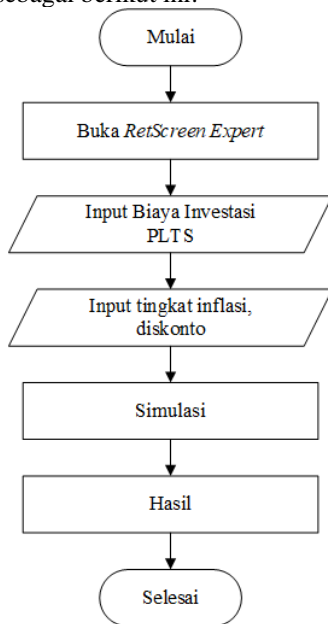 sebagai berikut ini:
Mulai
Buka RetScreen Expert
Input Biaya Investasi
PLTS
Input tingkat inflasi,
diskonto
Simulasi
Hasil
Selesai